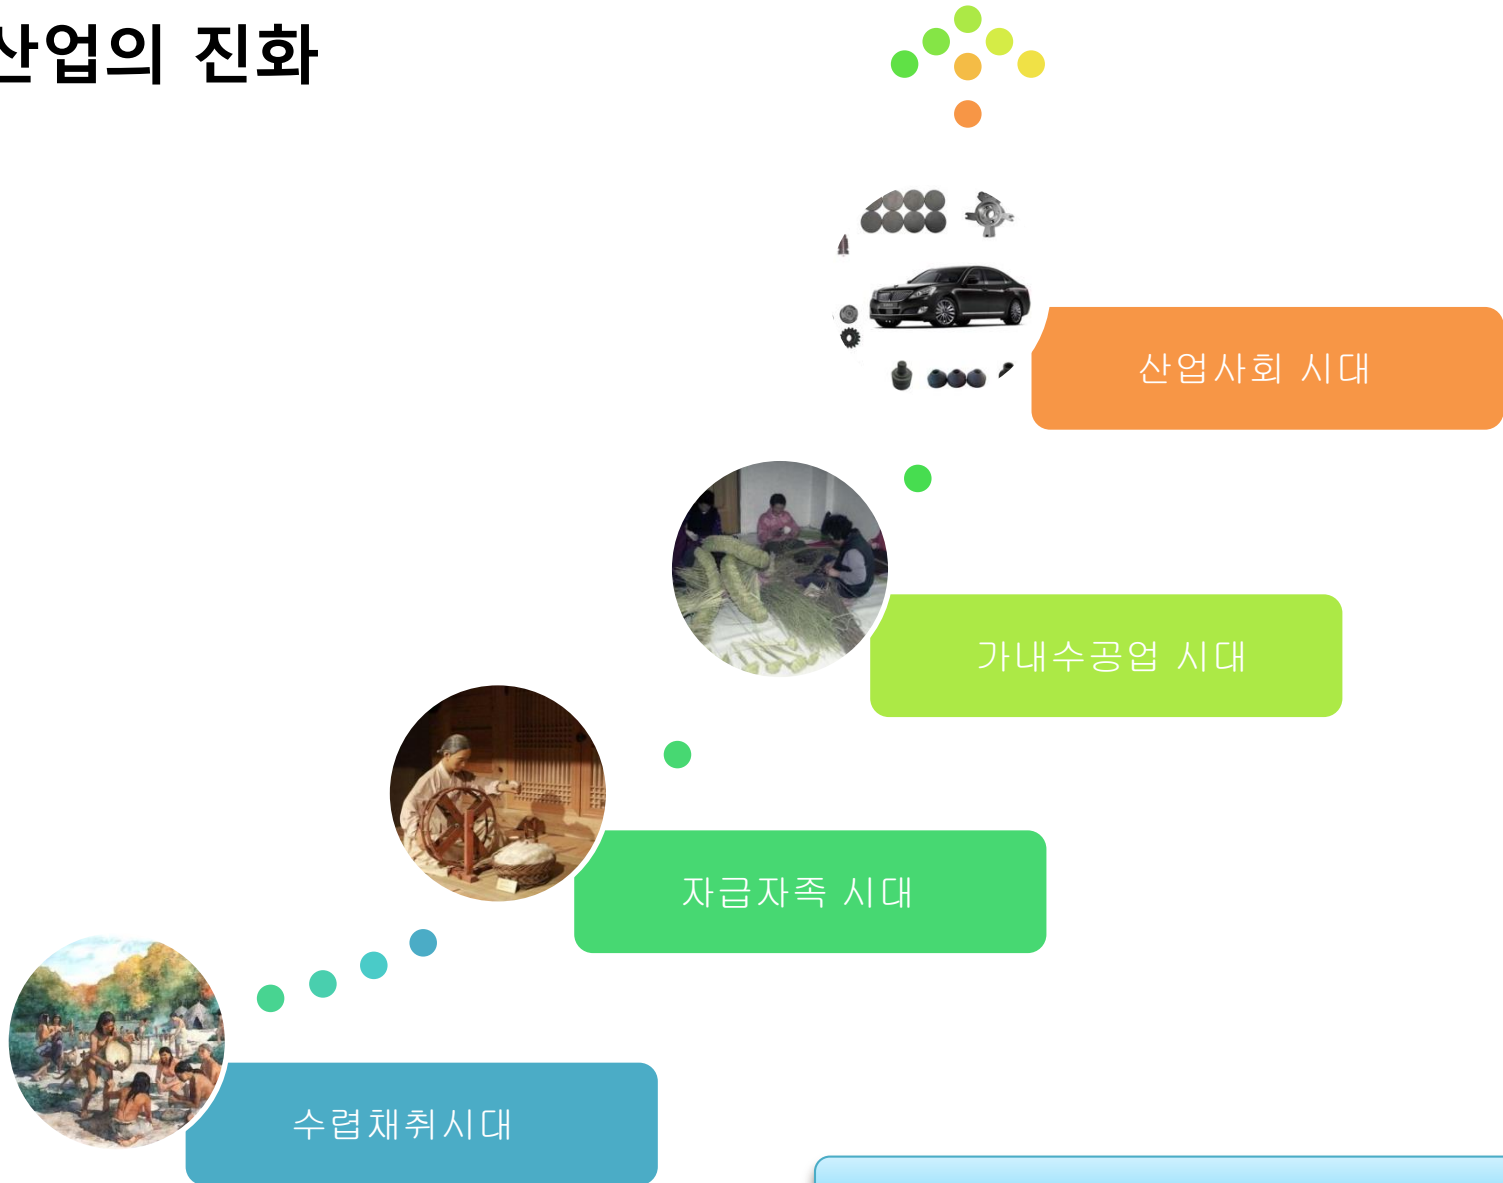 산업의 진화
산업사회 시대
가내수공업 시대
자급자족 시대
수렵채취시대